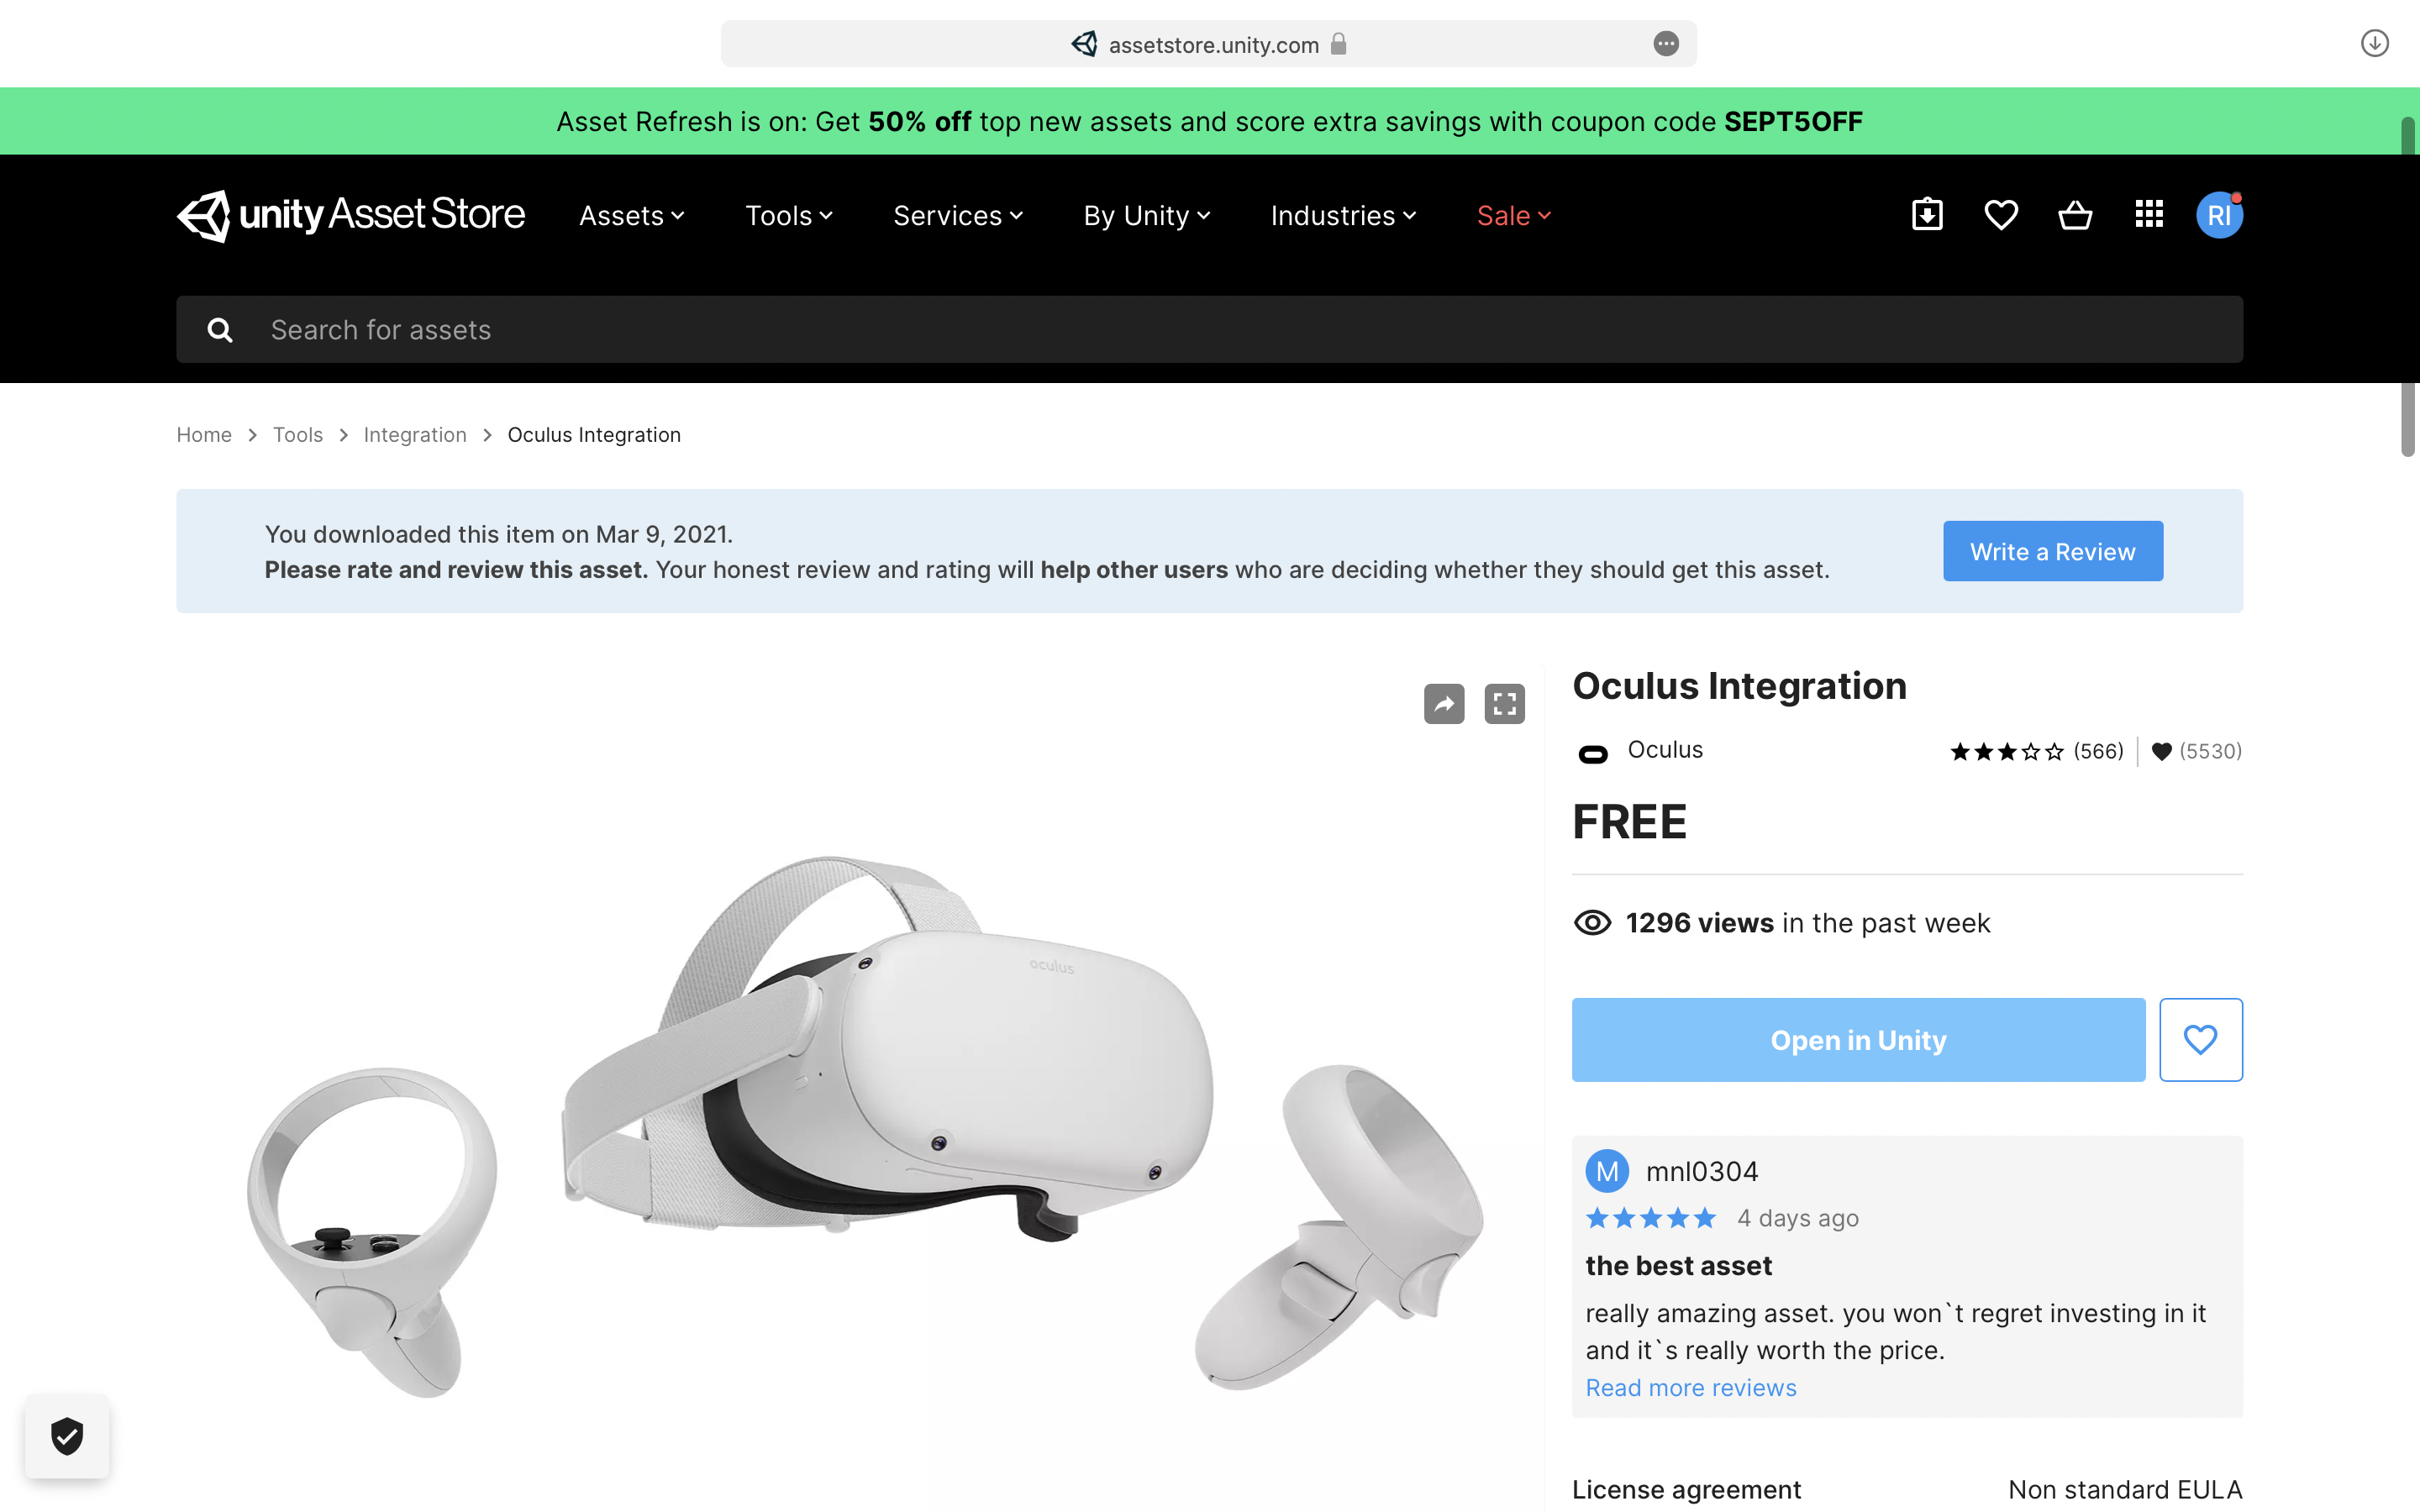 assetstore.unity.com
Asset Refresh is on: Get 50% off top new assets and score extra savings with coupon code SEPT5OFF
unity Asset Store
Assets
Tools
Services
By Unity
Industries
Sale
RI
Search for assets
Home > Tools > Integration > Oculus Integration
You downloaded this item on Mar 9, 2021.
Please rate and review this asset. Your honest review and rating will help other users who are deciding whether they should get this asset.
Write a Review
oculus
Oculus Integration
Oculus
(566)
(5530)
FREE
1296 views in the past week
Open in Unity
M
mnl0304
4 days ago
the best asset
really amazing asset. you won`t regret investing in it
and it`s really worth the price.
Read more reviews
License agreement
Non standard EULA